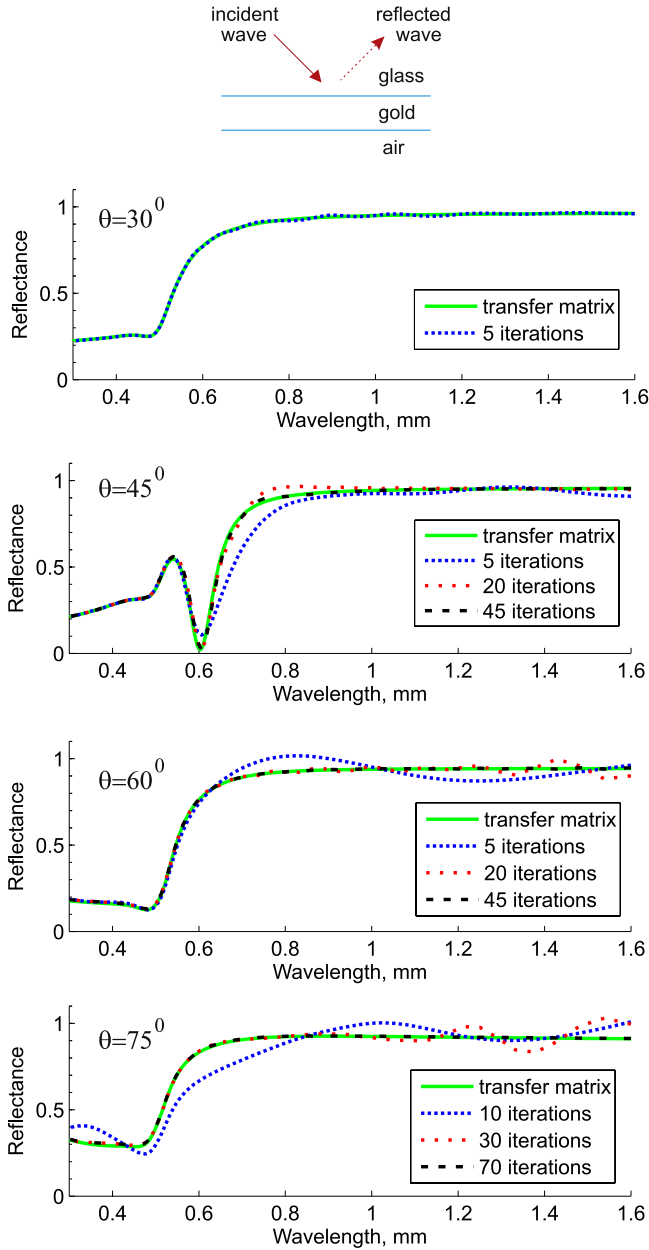 incident reflected
wave wave
glass
gold
air
θ=30⁰
1
0.5
0
Reflectance
transfer matrix
5 iterations
0.4 0.6 0.8 1 1.2 1.4 1.6
Wavelength, mm
θ=45⁰
1
0.5
0
Reflectance
transfer matrix
5 iterations
20 iterations
45 iterations
0.4 0.6 0.8 1 1.2 1.4 1.6
Wavelength, mm
θ=60⁰
1
0.5
0
Reflectance
transfer matrix
5 iterations
20 iterations
45 iterations
0.4 0.6 0.8 1 1.2 1.4 1.6
Wavelength, mm
θ=75⁰
1
0.5
0
Reflectance
transfer matrix
10 iterations
30 iterations
70 iterations
0.4 0.6 0.8 1 1.2 1.4 1.6
Wavelength, mm